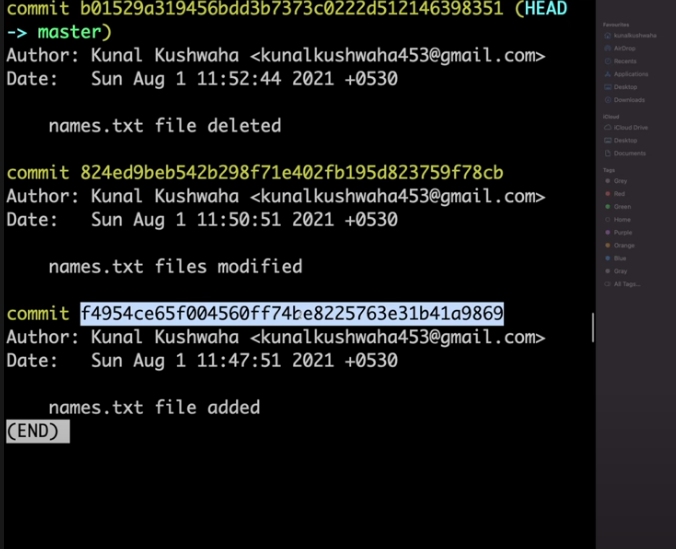 commit b01529a319456bdd3b7373c0222d512146398351 (HEAD
-> master)
Author: Kunal Kushwaha <kunalkushwaha453@gmail.com>
Date:   Sun Aug 1 11:52:44 2021 +0530
names.txt file deleted
commit 824ed9beb542b298f71e402fb195d823759f78cb
Author: Kunal Kushwaha <kunalkushwaha453@gmail.com>
Date:   Sun Aug 1 11:50:51 2021 +0530
names.txt files modified
commit f4954ce65f004560ff74be8225763e31b41a9869
Author: Kunal Kushwaha <kunalkushwaha453@gmail.com>
Date:   Sun Aug 1 11:47:51 2021 +0530
names.txt file added
(END)
Favourites
kunalkushwaha
AirDrop
Recents
Applications
Desktop
Downloads
iCloud
iCloud Drive
Desktop
Documents
Tags
Grey
Red
Green
Home
Purple
Orange
Blue
Gray
All Tags...